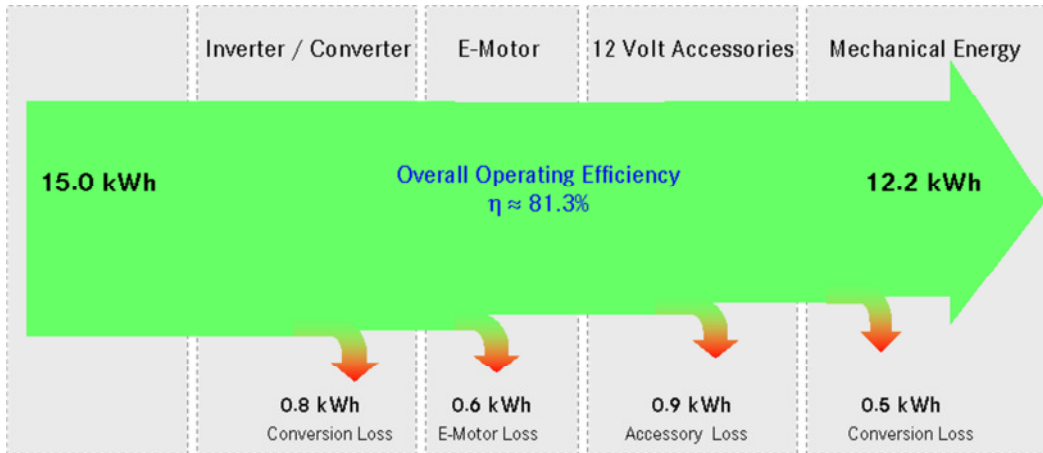 Inverter / Converter
E-Motor
12 Volt Accessories
Mechanical Energy
15.0 kWh
Overall Operating Efficiency
η ≈ 81.3%
12.2 kWh
0.8 kWh
Conversion Loss
0.6 kWh
E-Motor Loss
0.9 kWh
Accessory Loss
0.5 kWh
Conversion Loss